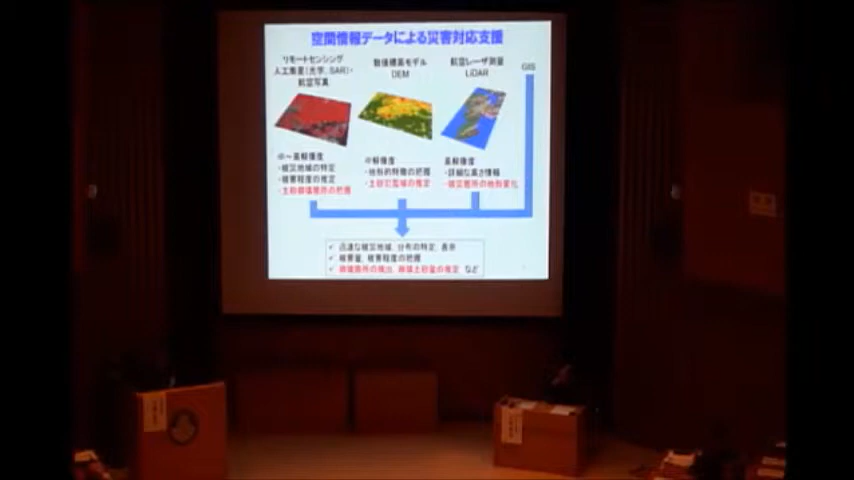 空間情報データによる災害対応支援
リモートセンシング
人工衛星(光学, SAR)・
航空写真
数値標高モデル
DEM
航空レーザ測量
LiDAR
GIS
中～高解像度
・被災地域の特定
・被害程度の推定
・土砂崩壊箇所の把握
中解像度
・地形的特徴の把握
・土砂氾濫域の推定
高解像度
・詳細な高さ情報
・被災箇所の地形変化
✓ 迅速な被災地域, 分布の特定, 表示
✓ 被害量, 被害程度の把握
✓ 崩壊箇所の検出, 崩壊土砂量の推定 など